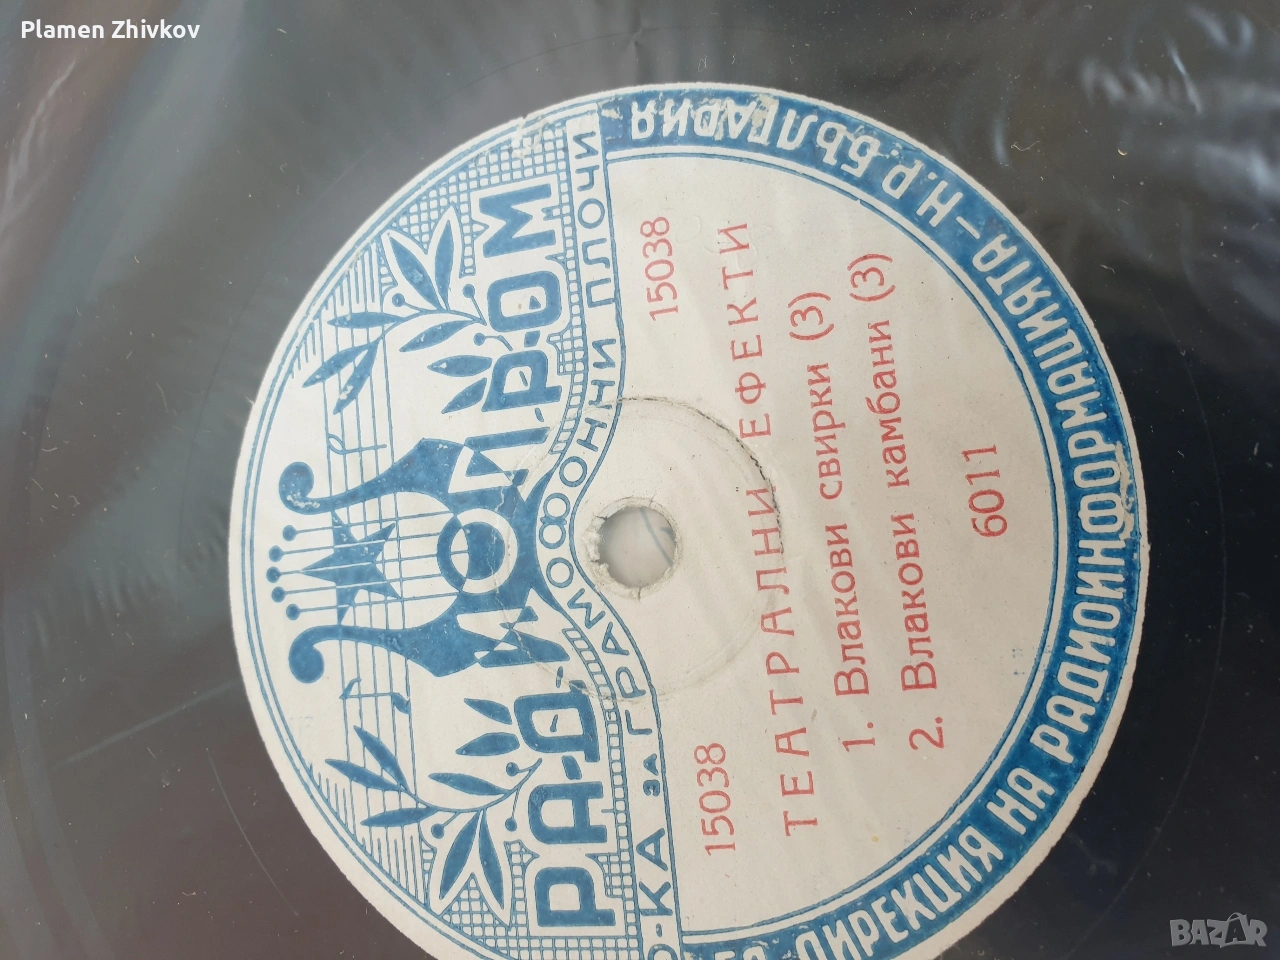 Plamen Zhivkov
РАДИОПРОМ
Ф-КА ЗА ГРАМОФОННИ ПЛОЧИ
15038 15038
ТЕАТРАЛНИ ЕФЕКТИ
1. Влакови свирки (3)
2. Влакови камбани (3)
6011
ДИРЕКЦИЯ НА РАДИОИНФОРМАЦИЯТА - Н.Р.БЪЛГАРИЯ
BAZAR